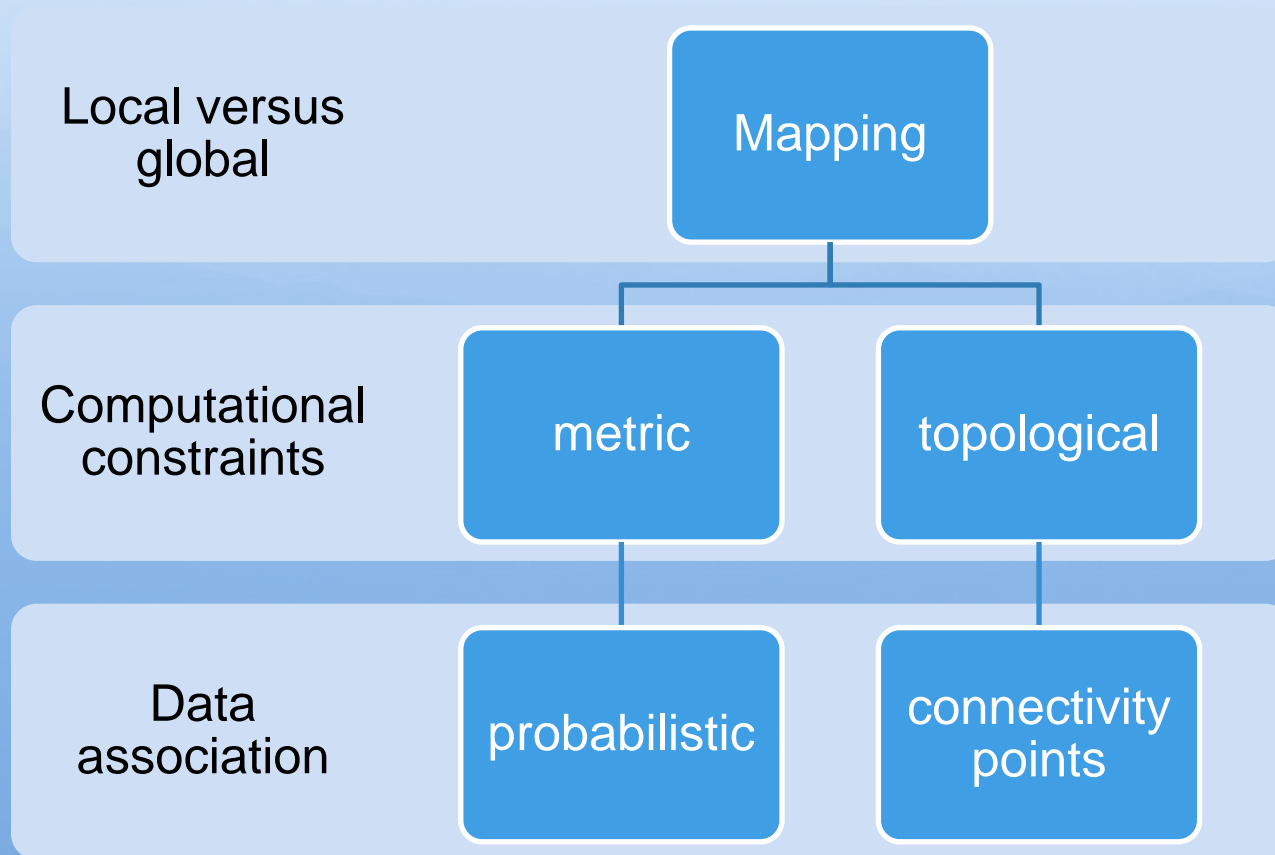 Local versus
global
Mapping
Computational
constraints
metric
topological
Data
association
probabilistic
connectivity
points